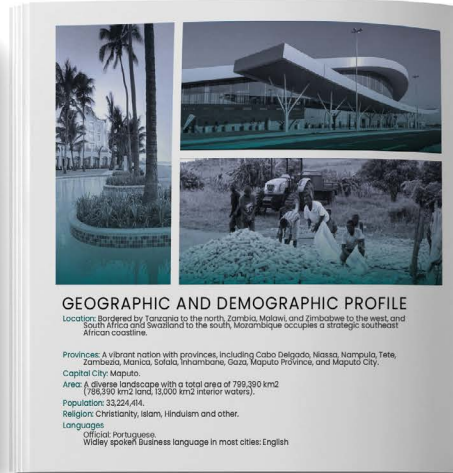 GEOGRAPHIC AND DEMOGRAPHIC PROFILE
Location: Bordered by Tanzania to the north, Zambia, Malawi, and Zimbabwe to the west, and
South Africa and Swaziland to the south, Mozambique occupies a strategic southeast
African coastline.
Provinces: A vibrant nation with provinces, including Cabo Delgado, Niassa, Nampula, Tete,
Zambezia, Manica, Sofala, Inhambane, Gaza, Maputo Province, and Maputo City.
Capital City: Maputo.
Area: A diverse landscape with a total area of 799,390 km2
(786,390 km2 land, 13,000 km2 interior waters).
Population: 33,224,414.
Religion: Christianity, Islam, Hinduism and other.
Languages
Official: Portuguese.
Widley spoken Business language in most cities: English